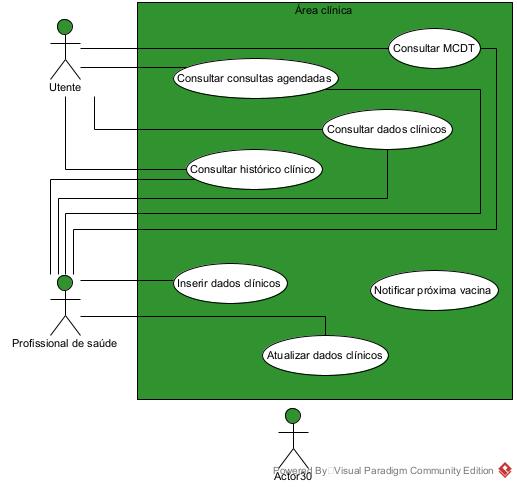 Área clínica
Consultar MCDT
Consultar consultas agendadas
Utente
Consultar dados clínicos
Consultar histórico clínico
Inserir dados clínicos
Notificar próxima vacina
Profissional de saúde
Atualizar dados clínicos
Powered By Visual Paradigm Community Edition
Actor30